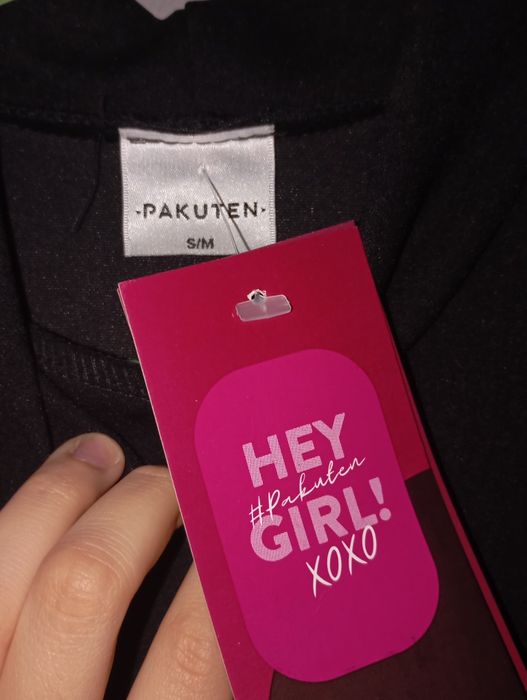 ·PAKUTEN·
S/M
HEY
#Pakuten
GIRL!
XOXO